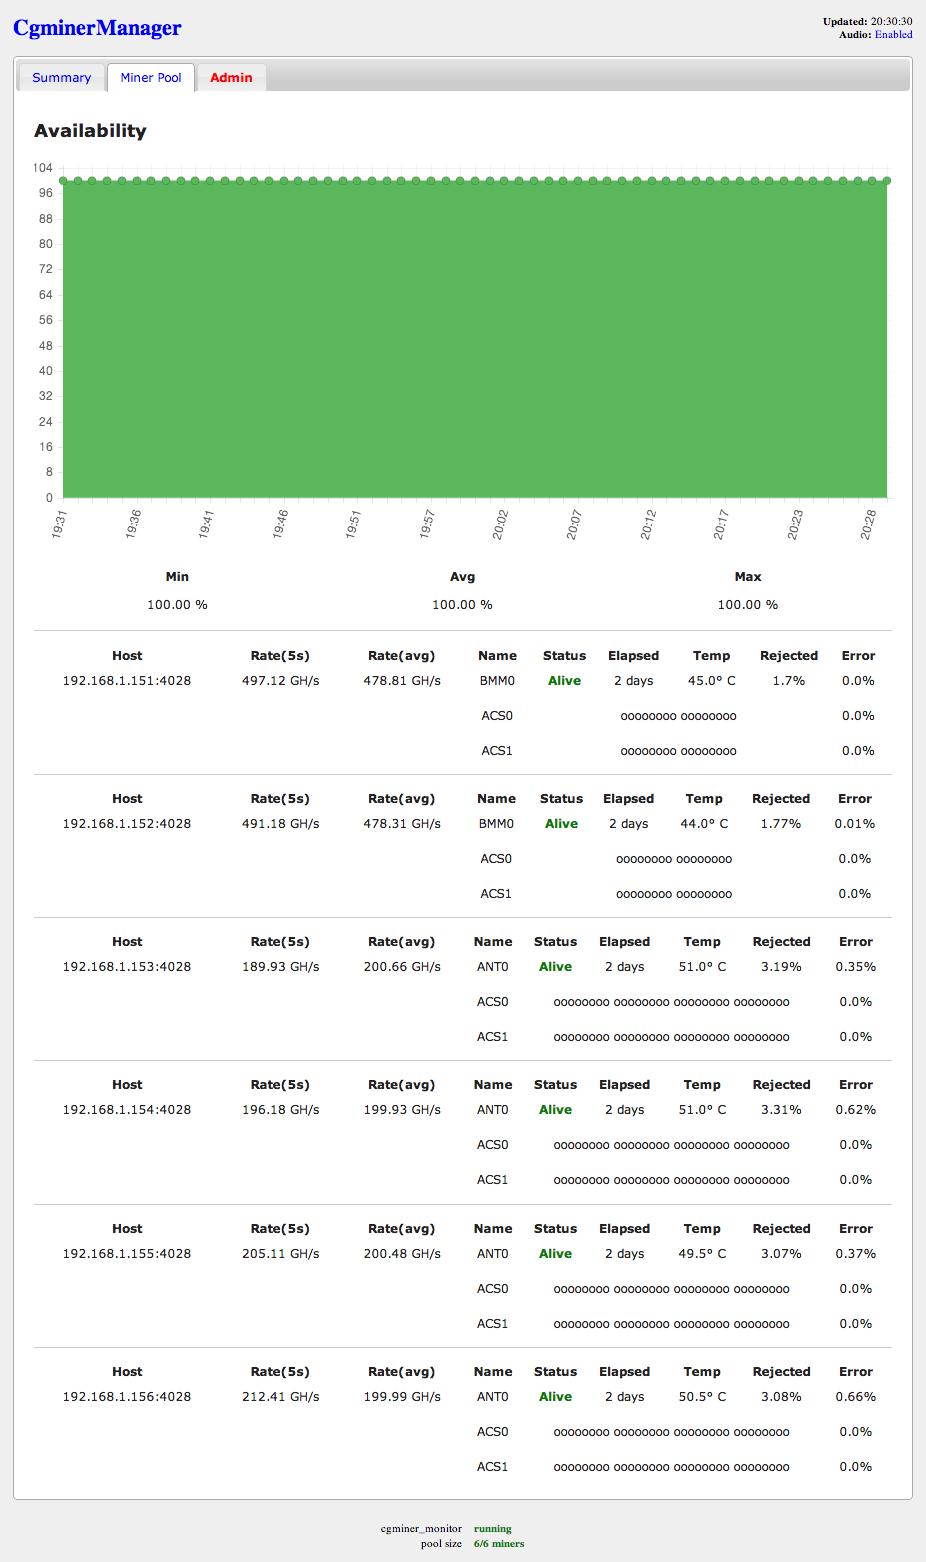 CgminerManager
Updated: 20:30:30
Audio: Enabled
Summary Miner Pool Admin
Availability
104
96
88
80
72
64
56
48
40
32
24
16
8
0
19:31 19:36 19:41 19:46 19:51 19:57 20:02 20:07 20:12 20:17 20:23 20:28
Min Avg Max
100.00 % 100.00 % 100.00 %
Host Rate(5s) Rate(avg) Name Status Elapsed Temp Rejected Error
192.168.1.151:4028 497.12 GH/s 478.81 GH/s BMM0 Alive 2 days 45.0° C 1.7% 0.0%
ACS0 oooooooo oooooooo 0.0%
ACS1 oooooooo oooooooo 0.0%
Host Rate(5s) Rate(avg) Name Status Elapsed Temp Rejected Error
192.168.1.152:4028 491.18 GH/s 478.31 GH/s BMM0 Alive 2 days 44.0° C 1.77% 0.01%
ACS0 oooooooo oooooooo 0.0%
ACS1 oooooooo oooooooo 0.0%
Host Rate(5s) Rate(avg) Name Status Elapsed Temp Rejected Error
192.168.1.153:4028 189.93 GH/s 200.66 GH/s ANT0 Alive 2 days 51.0° C 3.19% 0.35%
ACS0 oooooooo oooooooo oooooooo oooooooo 0.0%
ACS1 oooooooo oooooooo oooooooo oooooooo 0.0%
Host Rate(5s) Rate(avg) Name Status Elapsed Temp Rejected Error
192.168.1.154:4028 196.18 GH/s 199.93 GH/s ANT0 Alive 2 days 51.0° C 3.31% 0.62%
ACS0 oooooooo oooooooo oooooooo oooooooo 0.0%
ACS1 oooooooo oooooooo oooooooo oooooooo 0.0%
Host Rate(5s) Rate(avg) Name Status Elapsed Temp Rejected Error
192.168.1.155:4028 205.11 GH/s 200.48 GH/s ANT0 Alive 2 days 49.5° C 3.07% 0.37%
ACS0 oooooooo oooooooo oooooooo oooooooo 0.0%
ACS1 oooooooo oooooooo oooooooo oooooooo 0.0%
Host Rate(5s) Rate(avg) Name Status Elapsed Temp Rejected Error
192.168.1.156:4028 212.41 GH/s 199.99 GH/s ANT0 Alive 2 days 50.5° C 3.08% 0.66%
ACS0 oooooooo oooooooo oooooooo oooooooo 0.0%
ACS1 oooooooo oooooooo oooooooo oooooooo 0.0%
cgminer_monitor running
pool size 6/6 miners